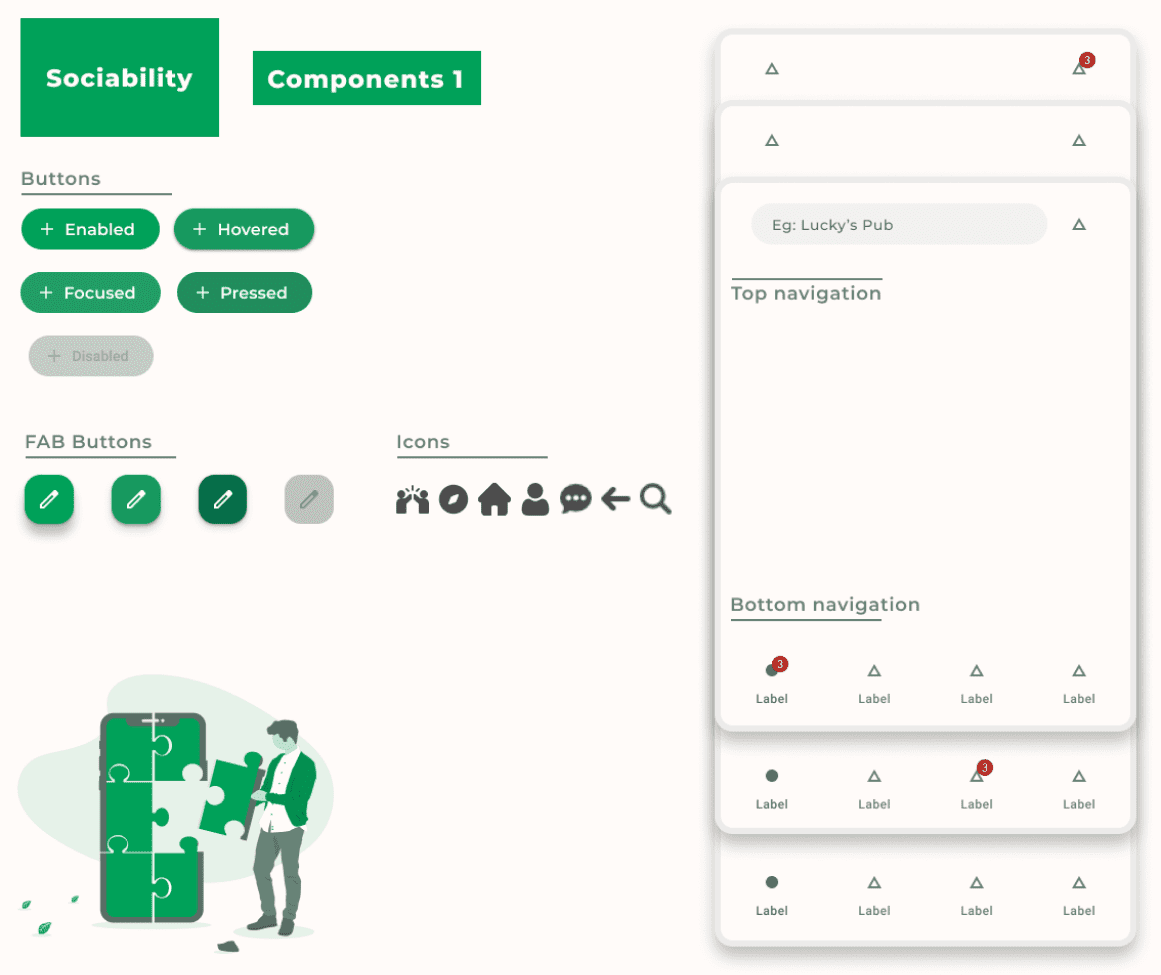 Sociability
Components 1
Buttons
+ Enabled
+ Hovered
+ Focused
+ Pressed
+ Disabled
FAB Buttons
Icons
3
Eg: Lucky’s Pub
Top navigation
Bottom navigation
3
Label Label Label Label
3
Label Label Label Label
Label Label Label Label